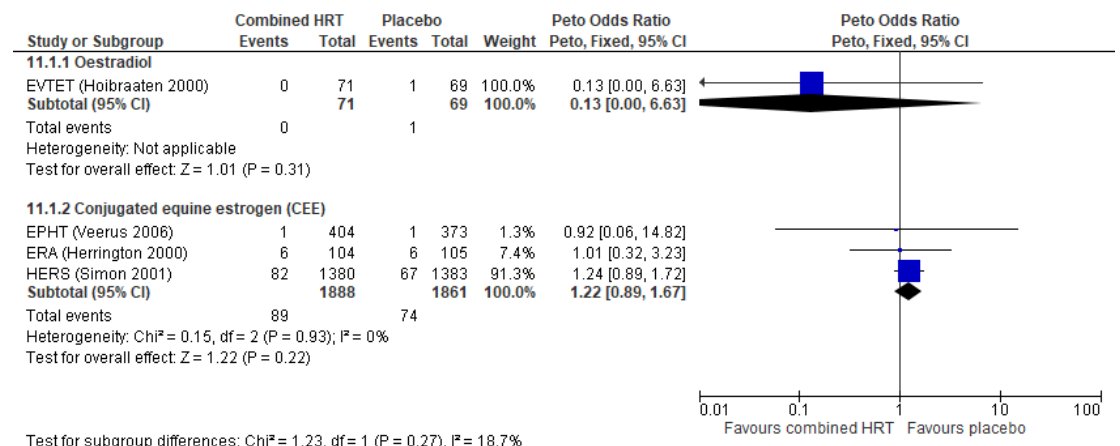 Combined HRT Placebo Peto Odds Ratio Peto Odds Ratio
Study or Subgroup Events Total Events Total Weight Peto, Fixed, 95% CI Peto, Fixed, 95% CI
11.1.1 Oestradiol
EVTET (Hoibraaten 2000) 0 71 1 69 100.0% 0.13 [0.00, 6.63]
Subtotal (95% CI) 71 69 100.0% 0.13 [0.00, 6.63]
Total events 0 1
Heterogeneity: Not applicable
Test for overall effect: Z = 1.01 (P = 0.31)
11.1.2 Conjugated equine estrogen (CEE)
EPHT (Veerus 2006) 1 404 1 373 1.3% 0.92 [0.06, 14.82]
ERA (Herrington 2000) 6 104 6 105 7.4% 1.01 [0.32, 3.23]
HERS (Simon 2001) 82 1380 67 1383 91.3% 1.24 [0.89, 1.72]
Subtotal (95% CI) 1888 1861 100.0% 1.22 [0.89, 1.67]
Total events 89 74
Heterogeneity: Chi² = 0.15, df = 2 (P = 0.93); I² = 0%
Test for overall effect: Z = 1.22 (P = 0.22)
0.01 0.1 1 10 100
Favours combined HRT Favours placebo
Test for subgroup differences: Chi² = 1.23, df = 1 (P = 0.27), I² = 18.7%